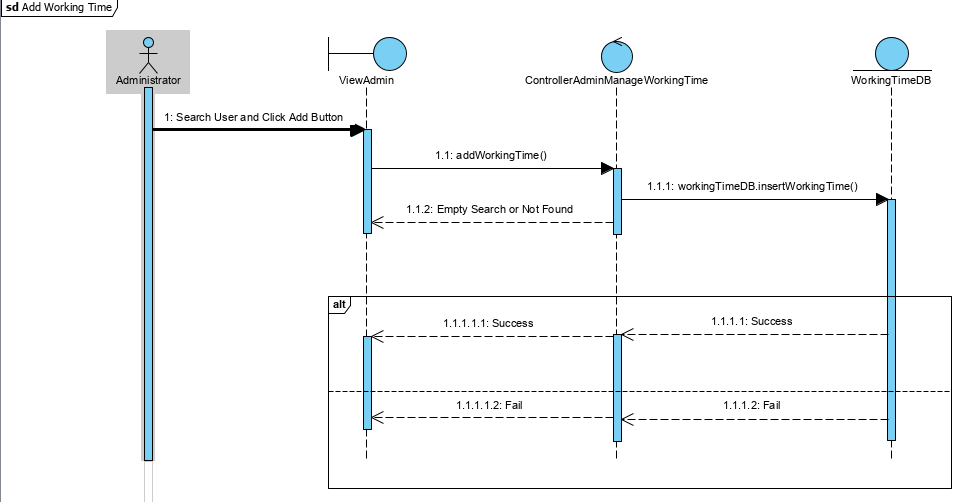 sd Add Working Time
Administrator
ViewAdmin
ControllerAdminManageWorkingTime
WorkingTimeDB
1: Search User and Click Add Button
1.1: addWorkingTime()
1.1.1: workingTimeDB.insertWorkingTime()
1.1.2: Empty Search or Not Found
alt
1.1.1.1.1: Success
1.1.1.1: Success
1.1.1.1.2: Fail
1.1.1.2: Fail